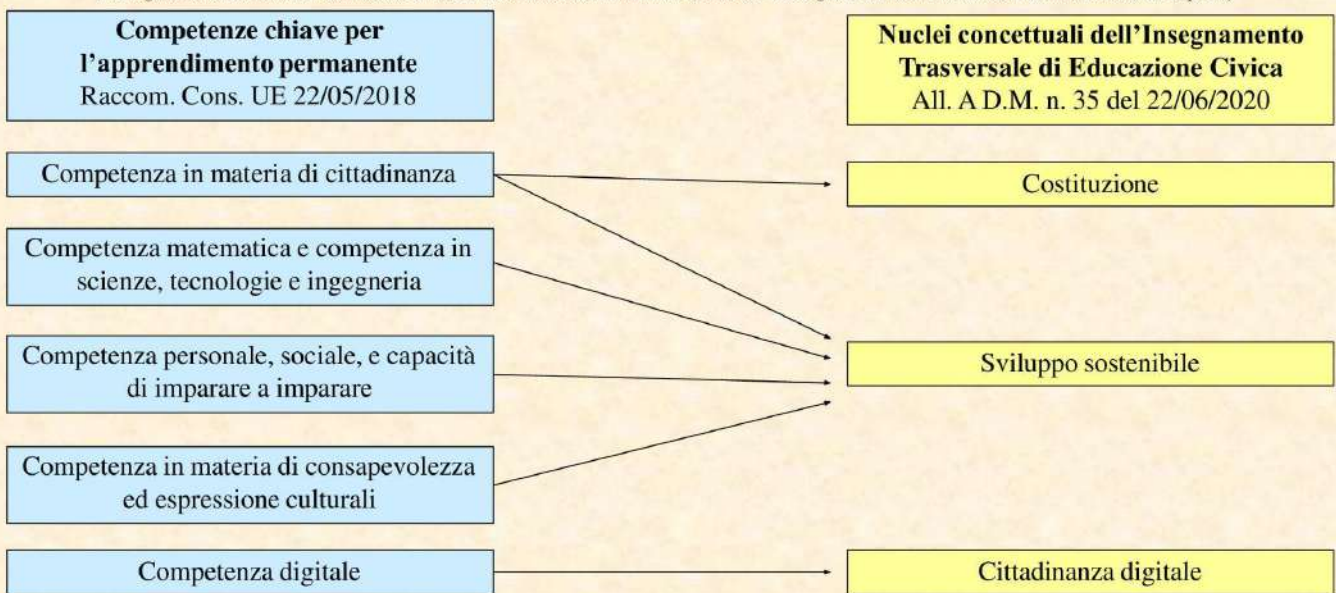 Competenze chiave per
l'apprendimento permanente
Raccom. Cons. UE 22/05/2018
Nuclei concettuali dell'Insegnamento
Trasversale di Educazione Civica
All. A D.M. n. 35 del 22/06/2020
Competenza in materia di cittadinanza
Costituzione
Competenza matematica e competenza in
scienze, tecnologie e ingegneria
Competenza personale, sociale, e capacità
di imparare a imparare
Sviluppo sostenibile
Competenza in materia di consapevolezza
ed espressione culturali
Competenza digitale
Cittadinanza digitale